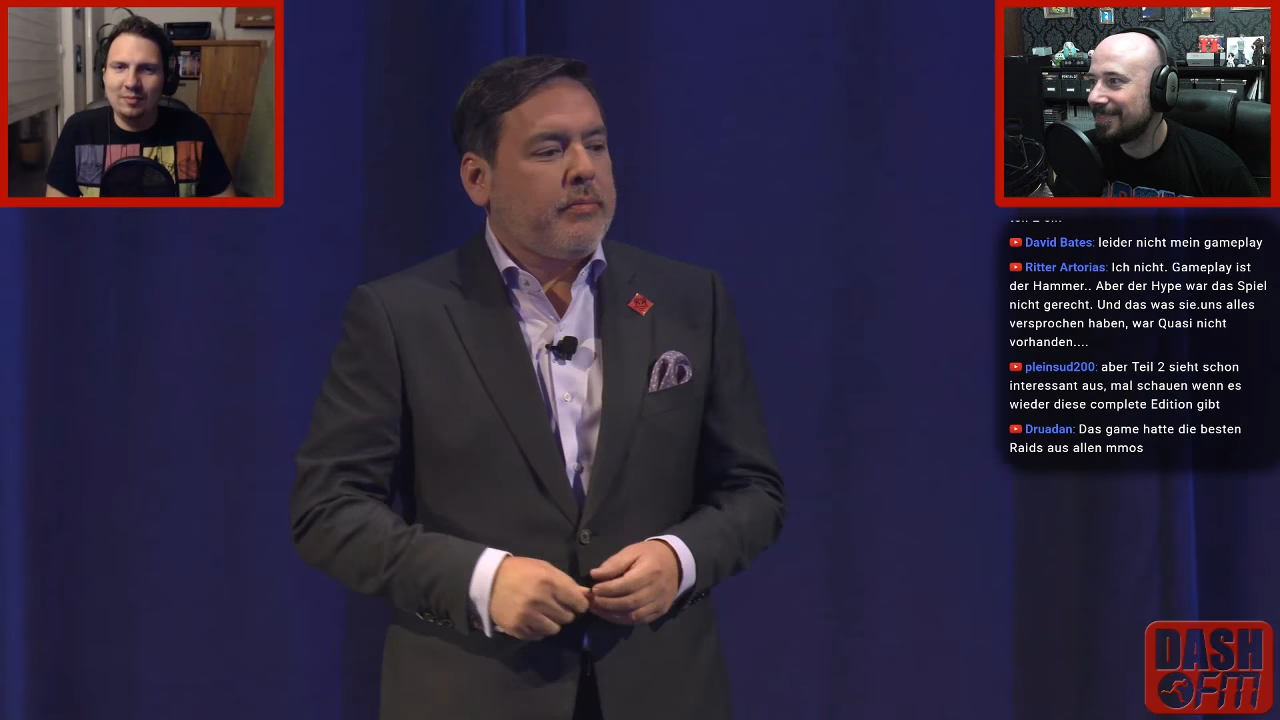 David Bates: leider nicht mein gameplay
Ritter Artorias: Ich nicht. Gameplay ist
der Hammer.. Aber der Hype war das Spiel
nicht gerecht. Und das was sie.uns alles
versprochen haben, war Quasi nicht
vorhanden....
pleinsud200: aber Teil 2 sieht schon
interessant aus, mal schauen wenn es
wieder diese complete Edition gibt
Druadan: Das game hatte die besten
Raids aus allen mmos
DASH
FM